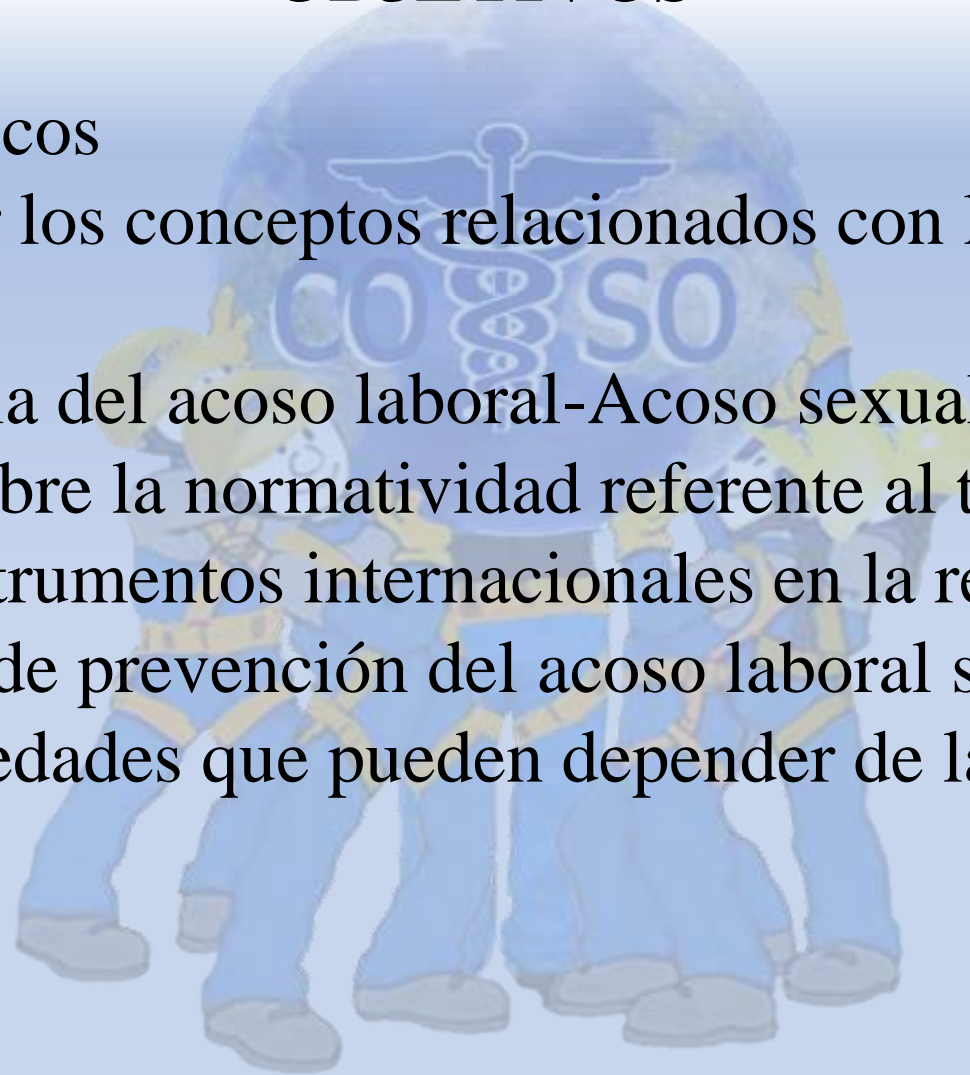 cos
los conceptos relacionados con
CO SO
del acoso laboral-Acoso sexual
bre la normatividad referente al
trumentos internacionales en la re
de prevención del acoso laboral s
edades que pueden depender de la